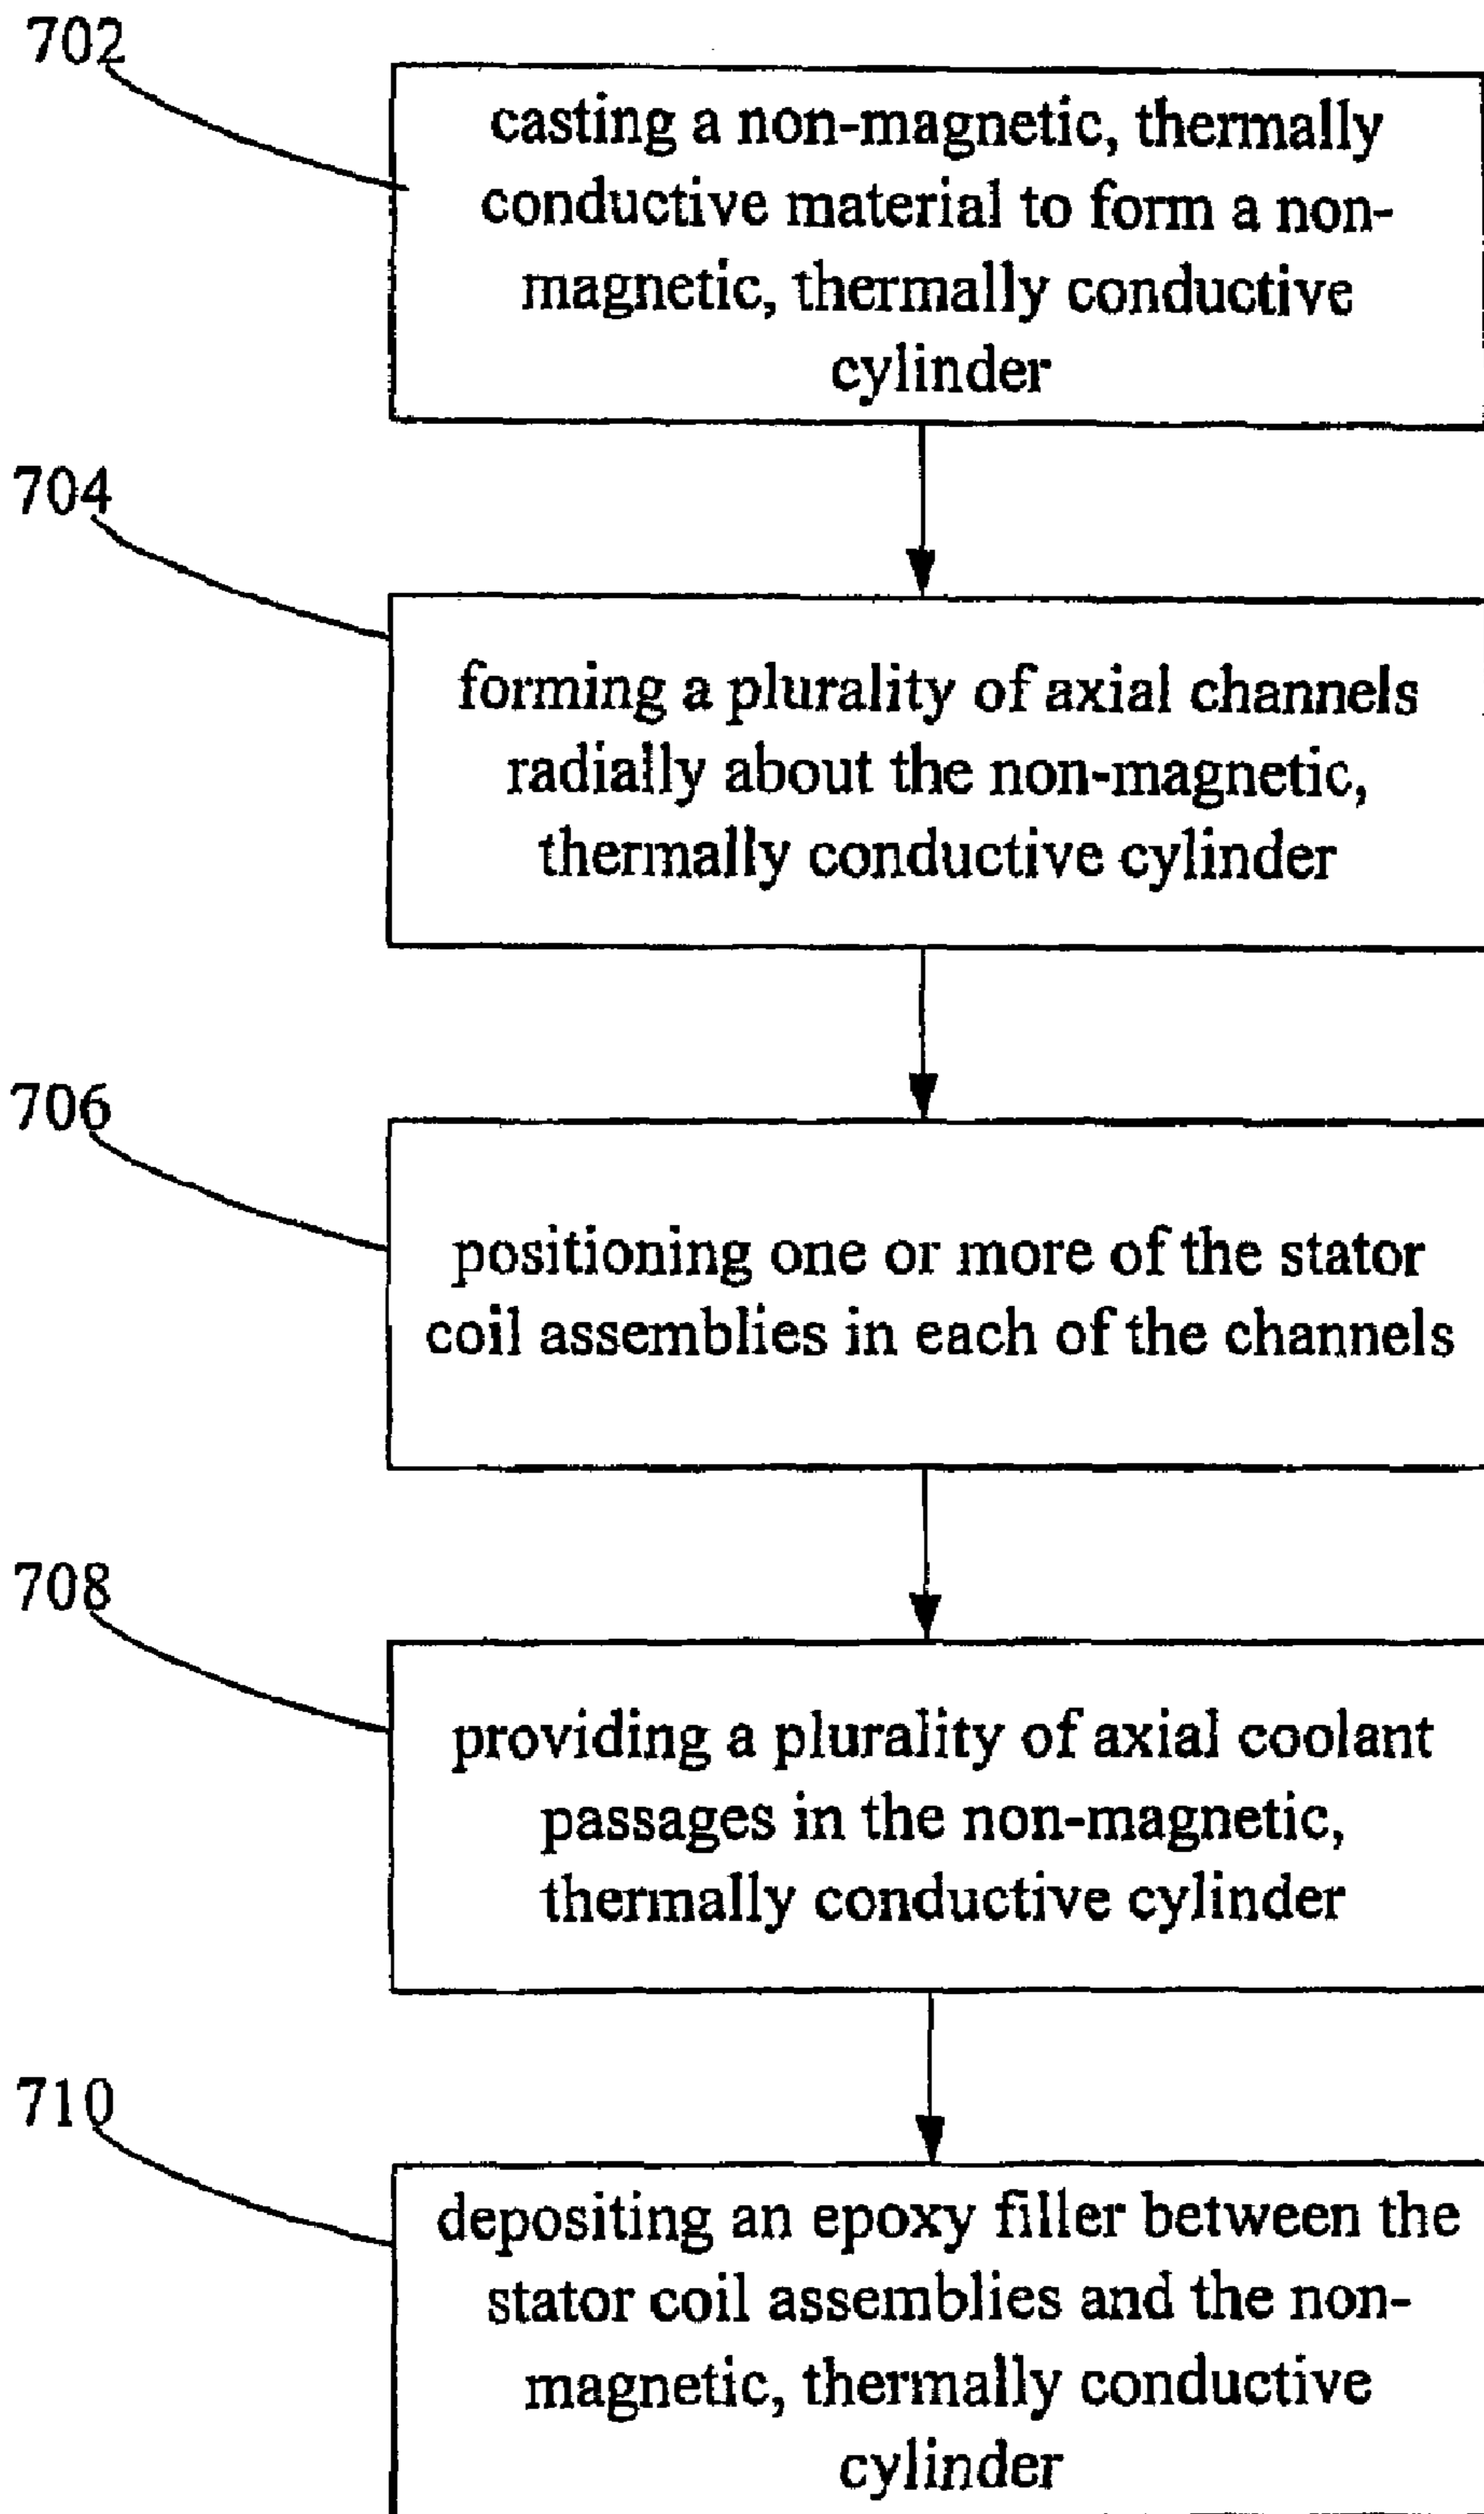 702
casting a non-magnetic, thermally
conductive material to form a non-
magnetic, thermally conductive
cylinder
704
forming a plurality of axial channels
radially about the non-magnetic,
thermally conductive cylinder
706
positioning one or more of the stator
coil assemblies in each of the channels
708
providing a plurality of axial coolant
passages in the non-magnetic,
thermally conductive cylinder
710
depositing an epoxy filler between the
stator coil assemblies and the non-
magnetic, thermally conductive
cylinder